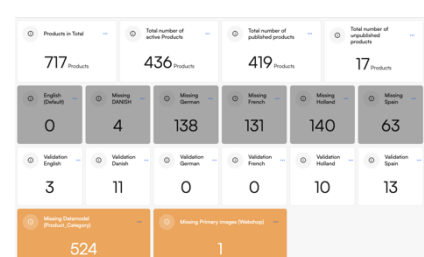 Products in Total
717 Products
Total number of
active Products
436 Products
Total number of
published products
419 Products
Total number of
unpublished
products
17 Products
English
(Default)
0
Missing
DANISH
4
Missing
German
138
Missing
French
131
Missing
Holland
140
Missing
Spain
63
Validation
English
3
Validation
Danish
11
Validation
German
0
Validation
French
0
Validation
Holland
10
Validation
Spain
13
Missing Datamodel
(Product_Category)
524
Missing Primary Images (Webshop)
1